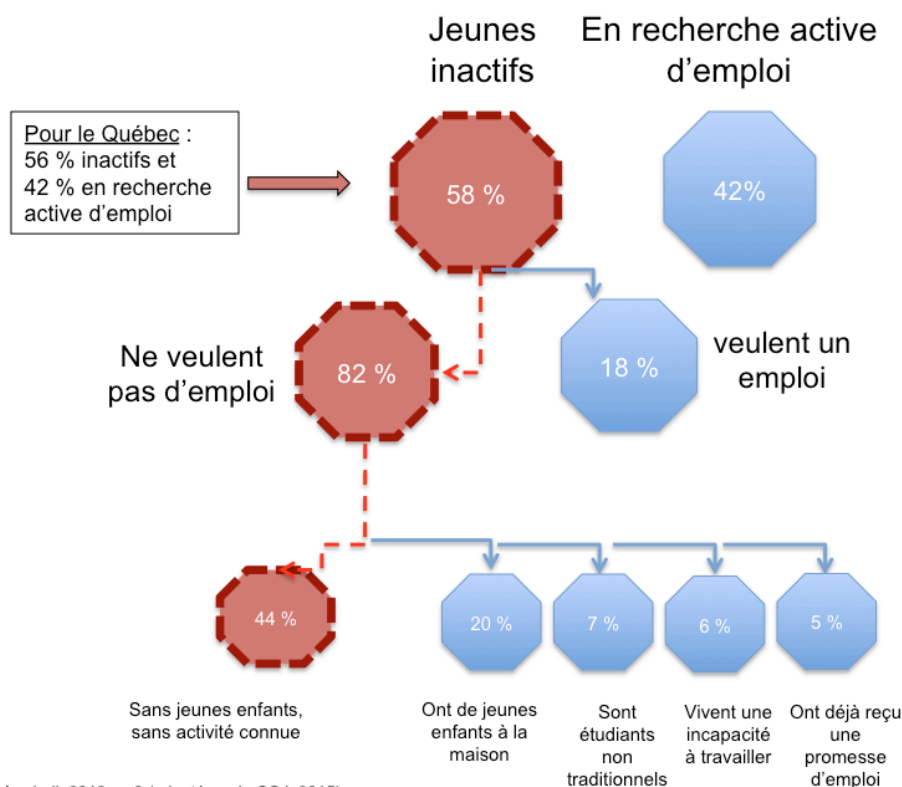 Jeunes
inactifs
En recherche active
d'emploi
Pour le Québec :
56 % inactifs et
42 % en recherche
active d'emploi
58 %
42%
Ne veulent
pas d'emploi
82 %
18 %
veulent un
emploi
44 %
20 %
7 %
6 %
5 %
Sans jeunes enfants,
sans activité connue
Ont de jeunes
enfants à la
maison
Sont
étudiants
non
traditionnels
Vivent une
incapacité
à travailler
Ont déjà reçu
une
promesse
d'emploi